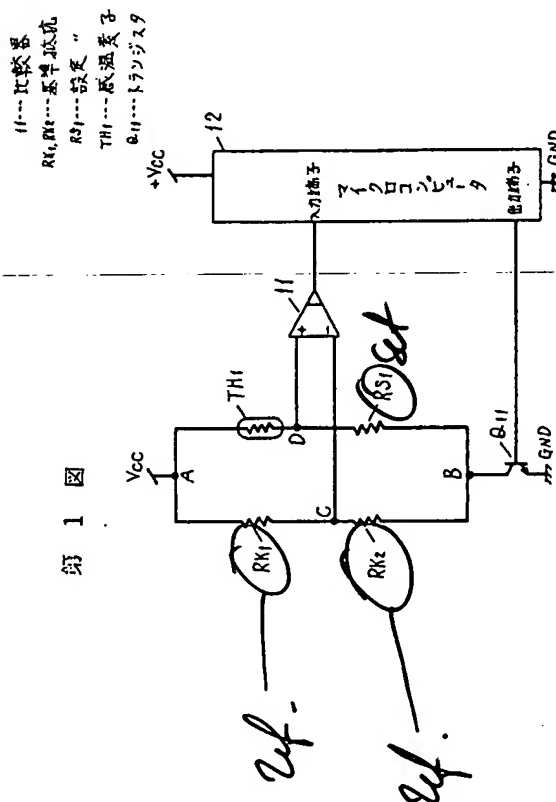 第 1 図
11…比較器
RK1,RK2…基準抵抗
RS1…設定 〃
TH1…感温素子
Q11…トランジスタ
VCC
A
TH1
RK1
C
D
RK2
RS1
set
B
Q11
GND
+
-
11
+VCC
12
入力端子
マイクロコンピュータ
出力端子
GND
ref.
ref.